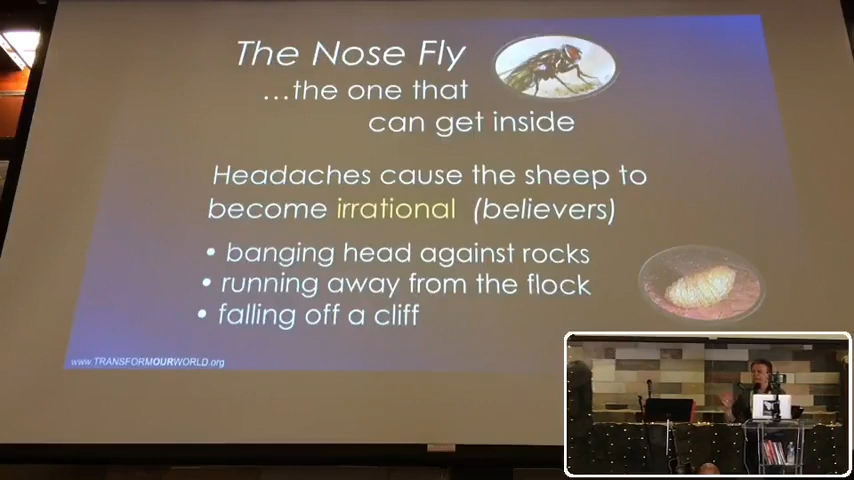 The Nose Fly
...the one that
can get inside
Headaches cause the sheep to
become irrational (believers)
• banging head against rocks
• running away from the flock
• falling off a cliff
www.TRANSFORMOURWORLD.org